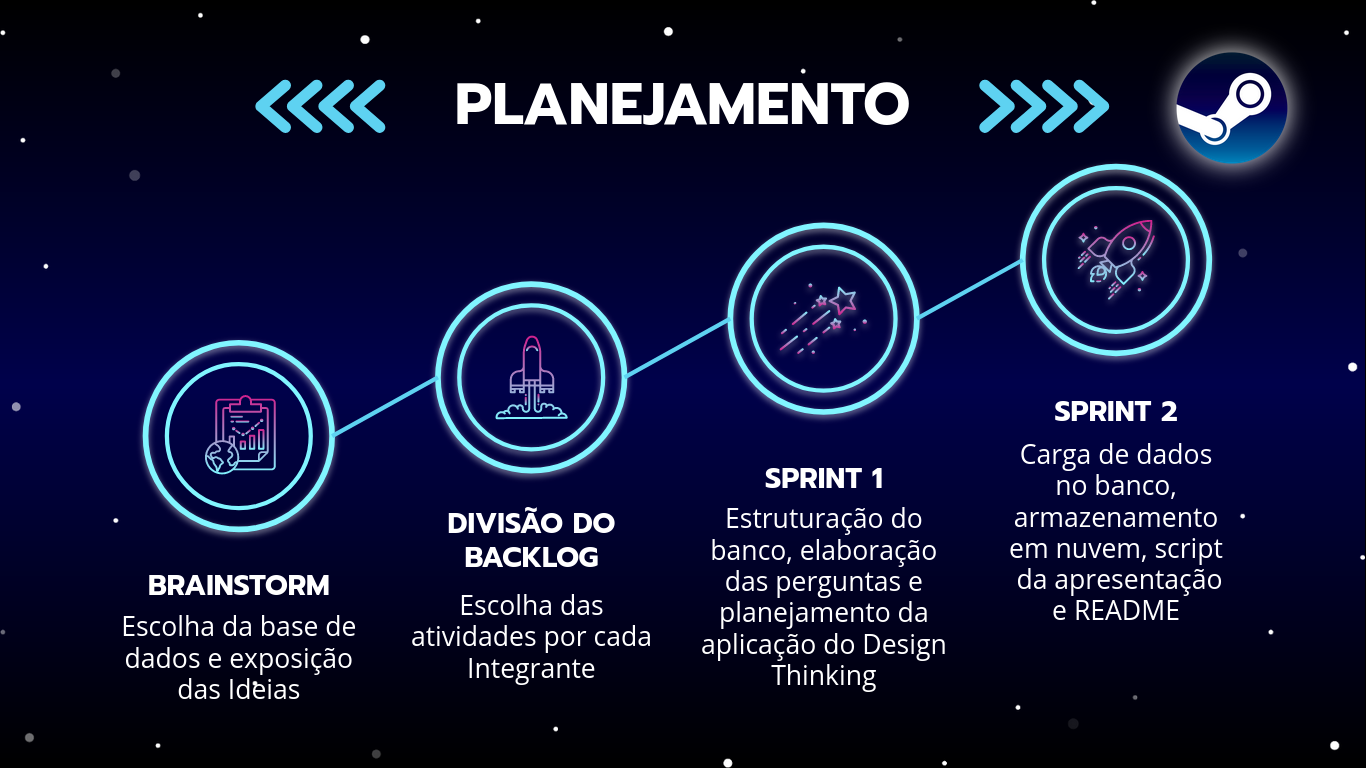 PLANEJAMENTO
BRAINSTORM
Escolha da base de
dados e exposição
das Ideias
DIVISÃO DO
BACKLOG
Escolha das
atividades por cada
Integrante
SPRINT 1
Estruturação do
banco, elaboração
das perguntas e
planejamento da
aplicação do Design
Thinking
SPRINT 2
Carga de dados
no banco,
armazenamento
em nuvem, script
da apresentação
e README